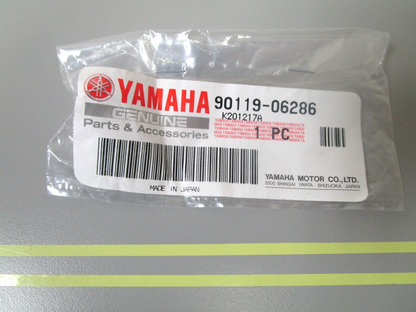 YAMAHA 90119-06286
GENUINE K201217A
Parts & Accessories 1 PC
MADE IN JAPAN
YAMAHA MOTOR CO.,LTD.
2500 SHINGAI IWATA SHIZUOKA JAPAN